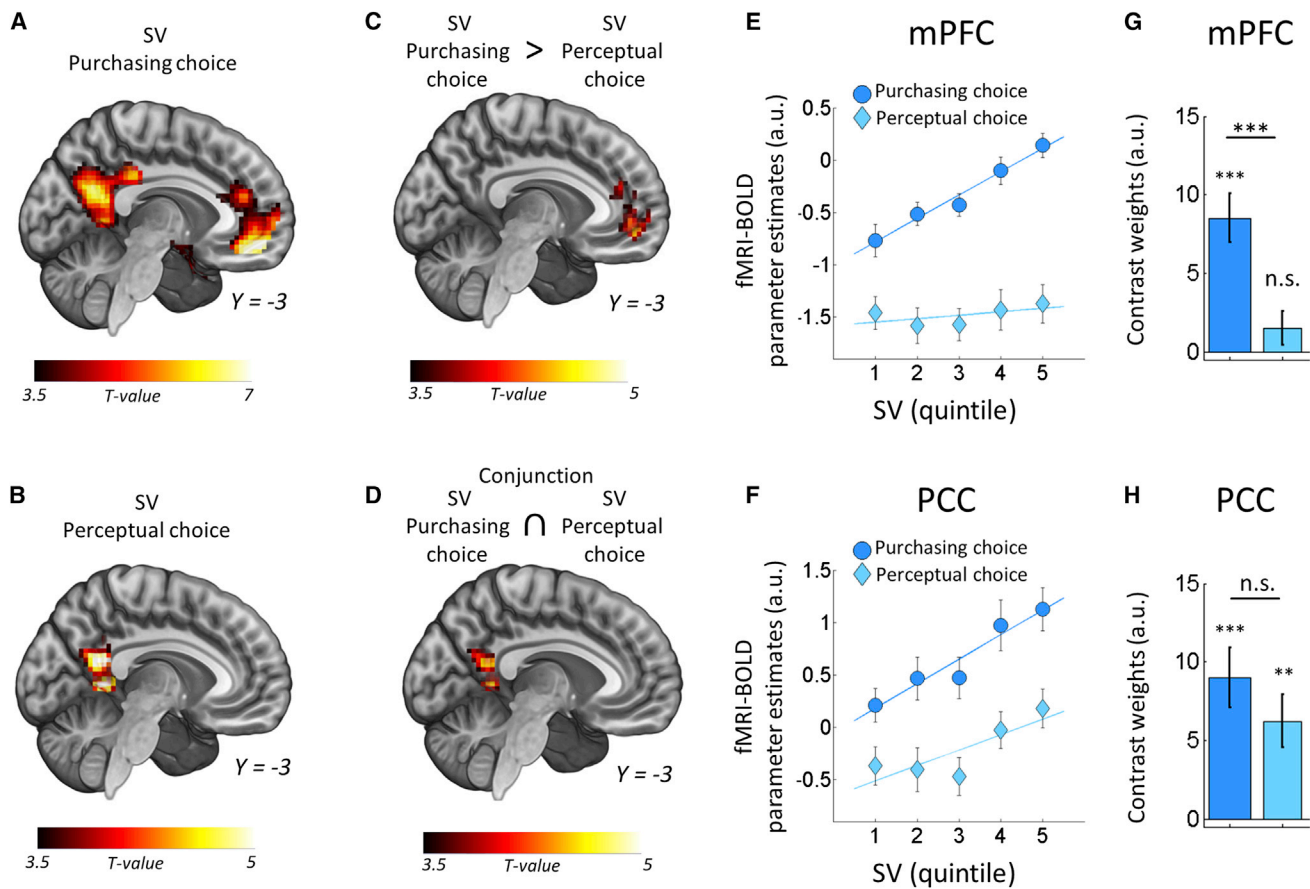 A
SV
Purchasing choice
Y = -3
3.5
T-value
7
B
SV
Perceptual choice
Y = -3
3.5
T-value
5
C
SV SV
Purchasing > Perceptual
choice choice
Y = -3
3.5
T-value
5
D
Conjunction
SV SV
Purchasing ∩ Perceptual
choice choice
Y = -3
3.5
T-value
5
E
mPFC
Purchasing choice
Perceptual choice
fMRI-BOLD
parameter estimates (a.u.)
0.5
0
-0.5
-1
-1.5
1 2 3 4 5
SV (quintile)
F
PCC
Purchasing choice
Perceptual choice
fMRI-BOLD
parameter estimates (a.u.)
1.5
1
0.5
0
-0.5
1 2 3 4 5
SV (quintile)
G
mPFC
Contrast weights (a.u.)
15
10
5
0
***
***
n.s.
H
PCC
Contrast weights (a.u.)
15
10
5
0
n.s.
***
**